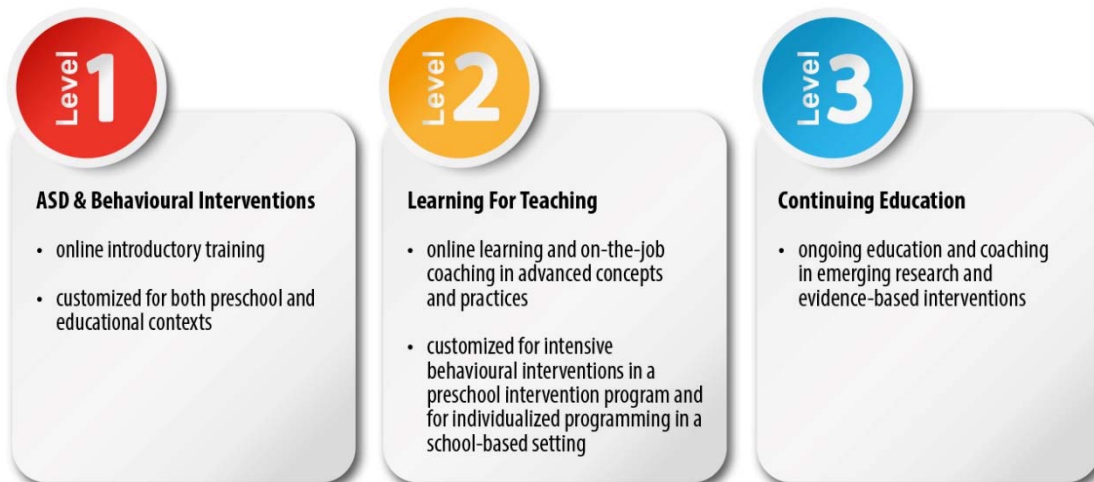 Level 1
ASD & Behavioural Interventions
• online introductory training
• customized for both preschool and
educational contexts
Level 2
Learning For Teaching
• online learning and on-the-job
coaching in advanced concepts
and practices
• customized for intensive
behavioural interventions in a
preschool intervention program and
for individualized programming in a
school-based setting
Level 3
Continuing Education
• ongoing education and coaching
in emerging research and
evidence-based interventions